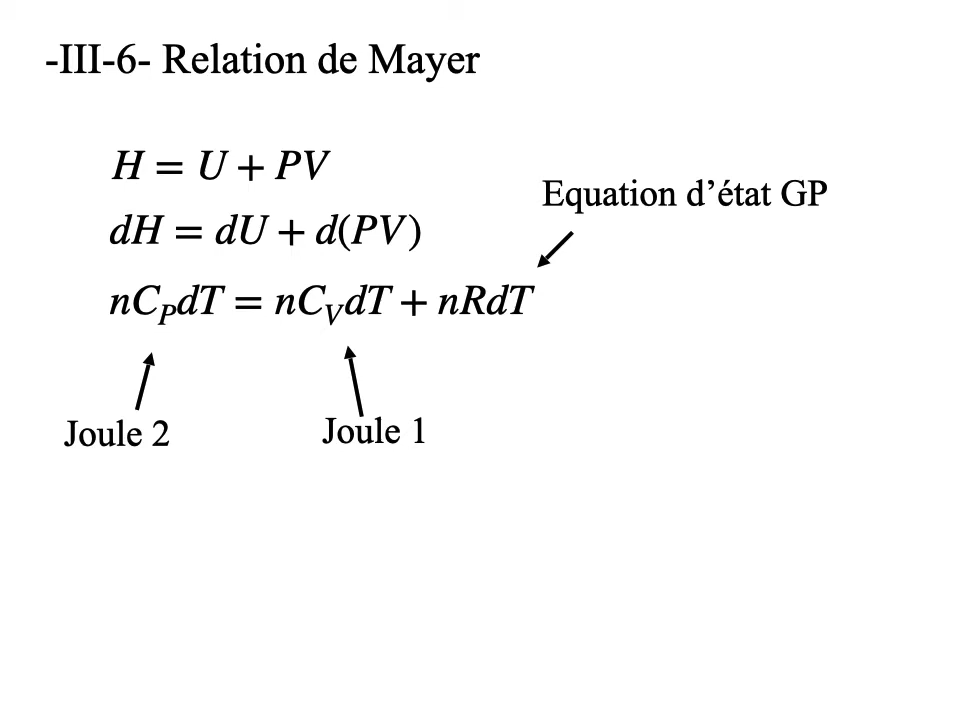 -III-6- Relation de Mayer
H = U + PV
Equation d’état GP
dH = dU + d(PV)
nC_PdT = nC_VdT + nRdT
Joule 2
Joule 1